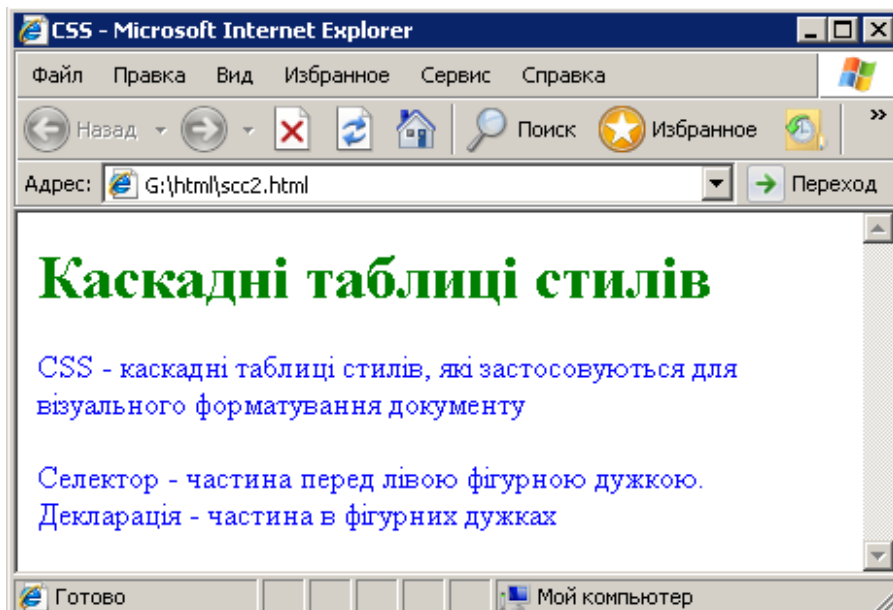 CSS - Microsoft Internet Explorer
Файл Правка Вид Избранное Сервис Справка
Назад Поиск Избранное »
Адрес: G:\html\scc2.html Переход
Каскадні таблиці стилів
CSS - каскадні таблиці стилів, які застосовуються для
візуального форматування документу
Селектор - частина перед лівою фігурною дужкою.
Декларація - частина в фігурних дужках
Готово Мой компьютер